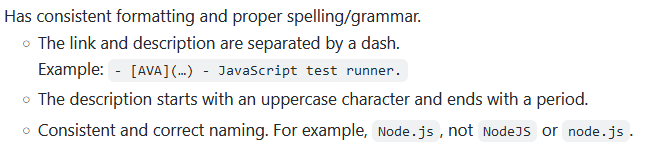 Has consistent formatting and proper spelling/grammar.
The link and description are separated by a dash.
Example: - [AVA](…) - JavaScript test runner.
The description starts with an uppercase character and ends with a period.
Consistent and correct naming. For example, Node.js, not NodeJS or node.js.